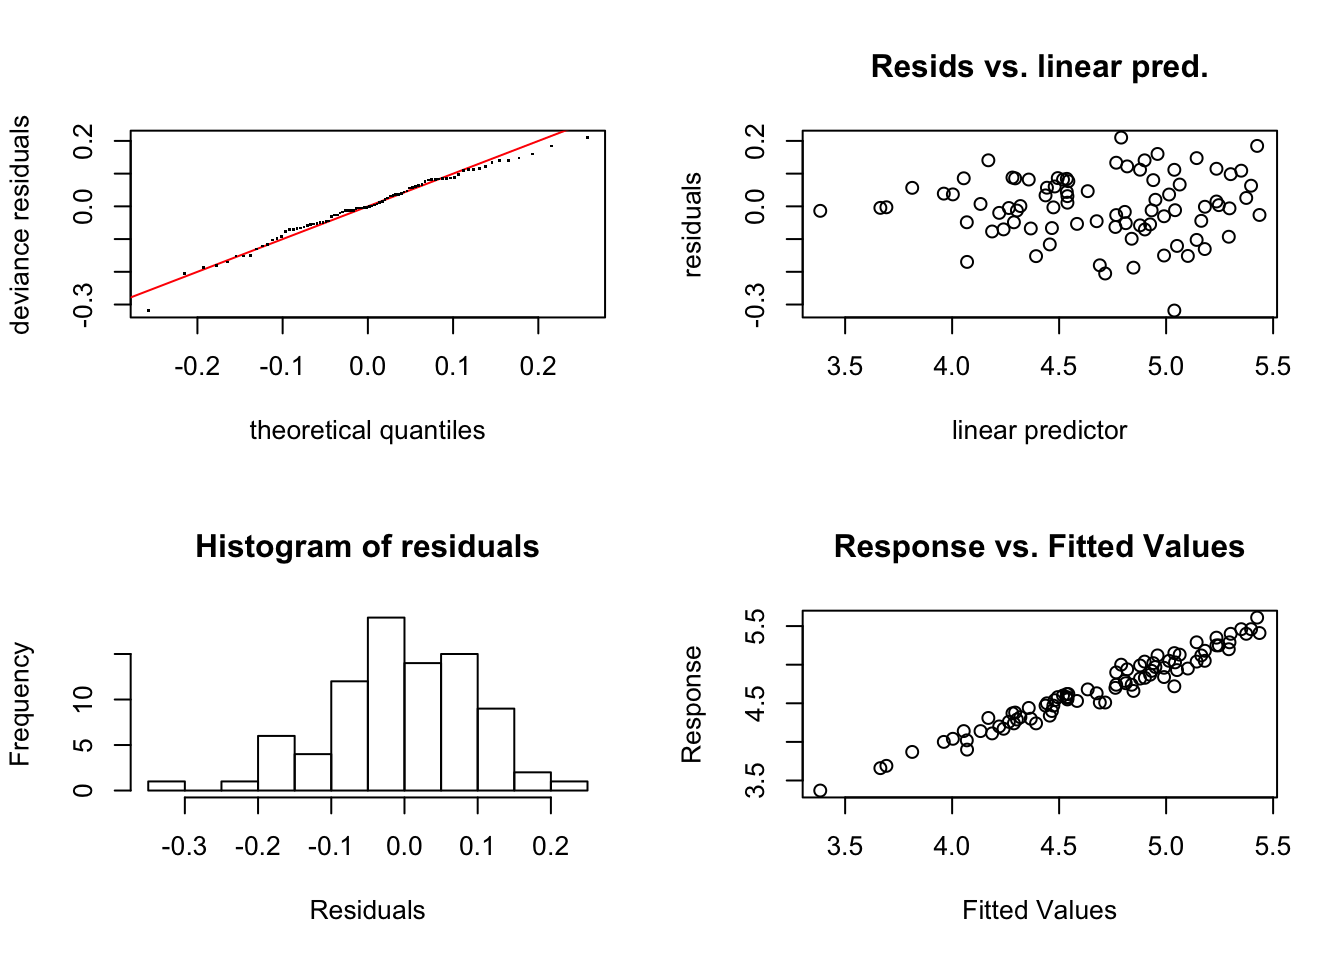 deviance residuals
0.2
0.0
-0.3
-0.2 -0.1 0.0 0.1 0.2
theoretical quantiles
Resids vs. linear pred.
residuals
0.2
0.0
-0.3
3.5 4.0 4.5 5.0 5.5
linear predictor
Histogram of residuals
Frequency
10
5
0
-0.3 -0.2 -0.1 0.0 0.1 0.2
Residuals
Response vs. Fitted Values
Response
5.5
4.5
3.5
3.5 4.0 4.5 5.0 5.5
Fitted Values